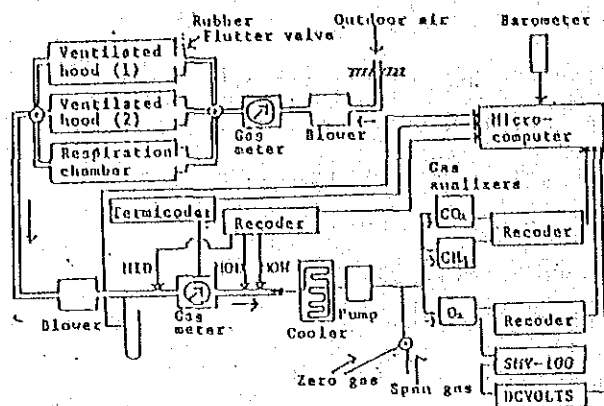 Rubber
Flutter valve
Outdoor air
Barometer
Ventilated
hood (1)
Ventilated
hood (2)
Respiration
chamber
Gas
meter
Blower
Micro-
computer
Gas
analizers
Termicoder
Recoder
CO₂
CH₄
Recoder
O₂
Recoder
Blower
Gas
meter
Cooler
Pump
Zero gas
Span gas
DCVOLTS